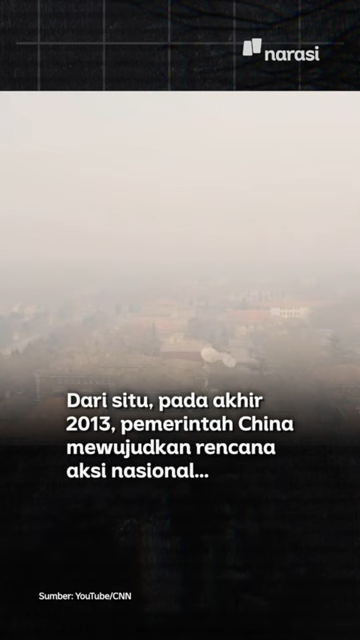 narasi
Dari situ, pada akhir
2013, pemerintah China
mewujudkan rencana
aksi nasional...
Sumber: YouTube/CNN